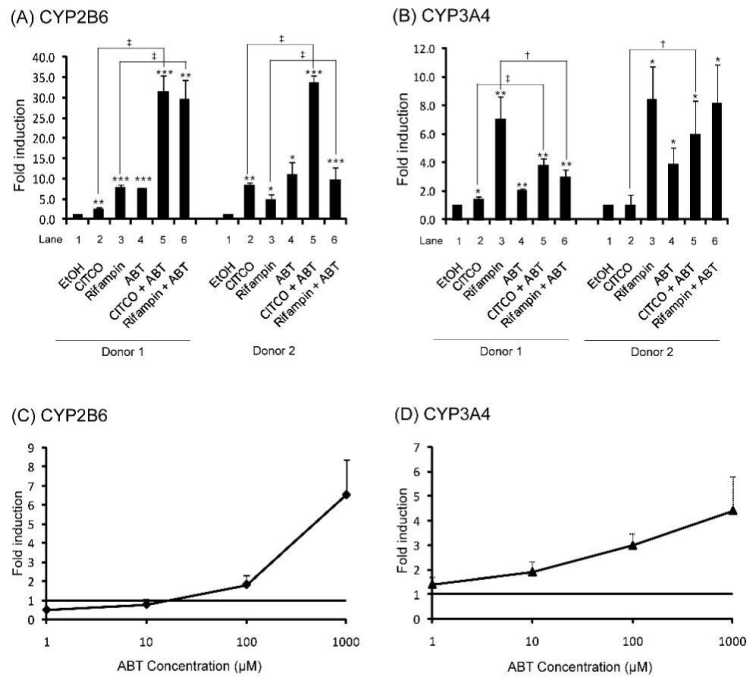 (A) CYP2B6
Fold induction
40.0
35.0
30.0
25.0
20.0
15.0
10.0
5.0
0.0
‡
‡
**
***
***
***
**
‡
‡
**
*
*
***
***
Lane 1 2 3 4 5 6 1 2 3 4 5 6
EtOH
CITCO
Rifampin
ABT
CITCO + ABT
Rifampin + ABT
EtOH
CITCO
Rifampin
ABT
CITCO + ABT
Rifampin + ABT
Donor 1 Donor 2
(B) CYP3A4
Fold induction
12.0
10.0
8.0
6.0
4.0
2.0
0.0
†
‡
*
**
**
**
**
†
*
*
*
*
Lane 1 2 3 4 5 6 1 2 3 4 5 6
EtOH
CITCO
Rifampin
ABT
CITCO + ABT
Rifampin + ABT
EtOH
CITCO
Rifampin
ABT
CITCO + ABT
Rifampin + ABT
Donor 1 Donor 2
(C) CYP2B6
Fold induction
9
8
7
6
5
4
3
2
1
0
1 10 100 1000
ABT Concentration (µM)
(D) CYP3A4
Fold induction
7
6
5
4
3
2
1
0
1 10 100 1000
ABT Concentration (µM)